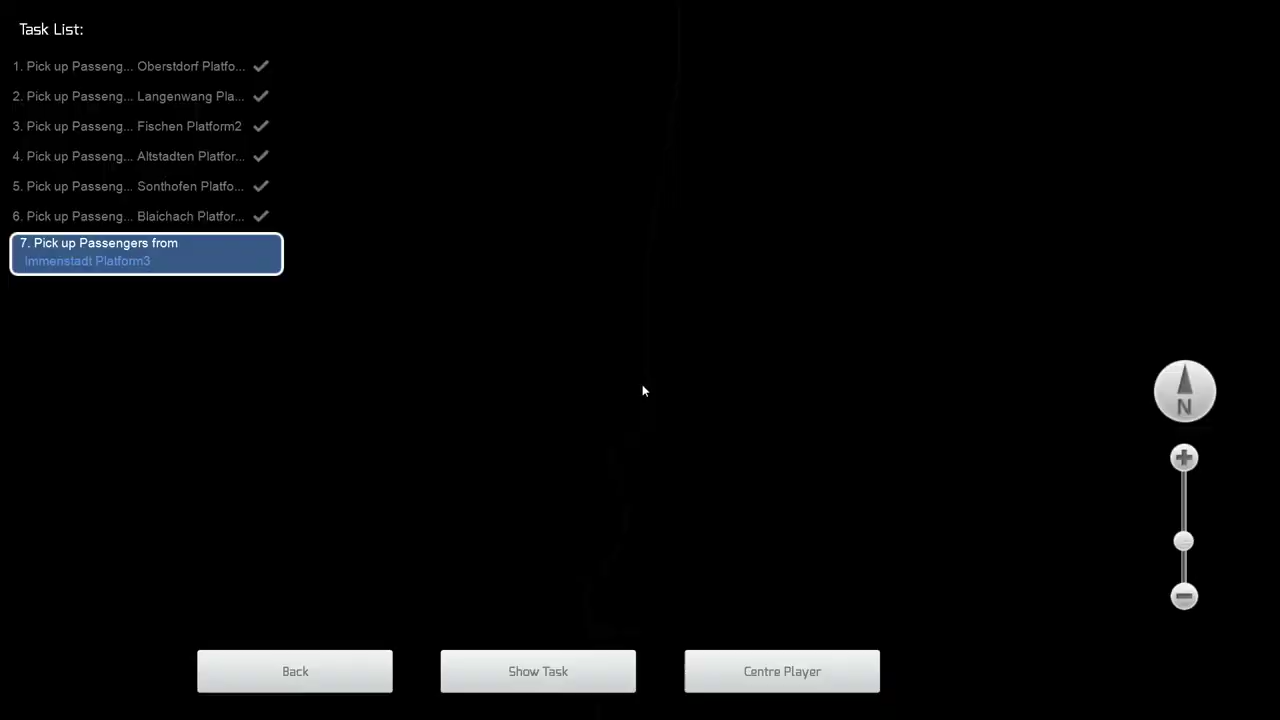 Task List:
1. Pick up Passeng... Oberstdorf Platfo...
2. Pick up Passeng... Langenwang Pla...
3. Pick up Passeng... Fischen Platform2
4. Pick up Passeng... Altstadten Platfor...
5. Pick up Passeng... Sonthofen Platfo...
6. Pick up Passeng... Blaichach Platfor...
7. Pick up Passengers from
Immenstadt Platform3
N
Back
Show Task
Centre Player